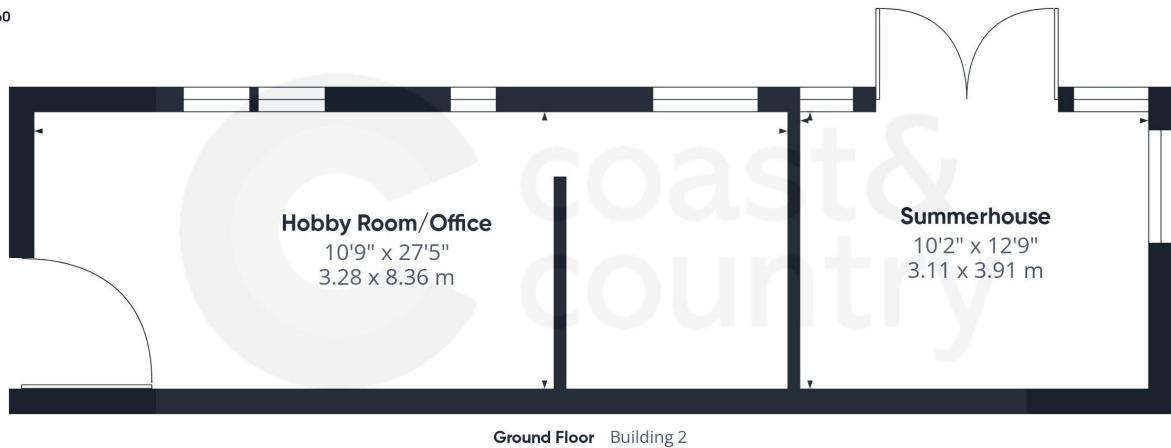 Hobby Room/Office
10'9" x 27'5"
3.28 x 8.36 m
Summerhouse
10'2" x 12'9"
3.11 x 3.91 m
coast&
country
Ground Floor Building 2